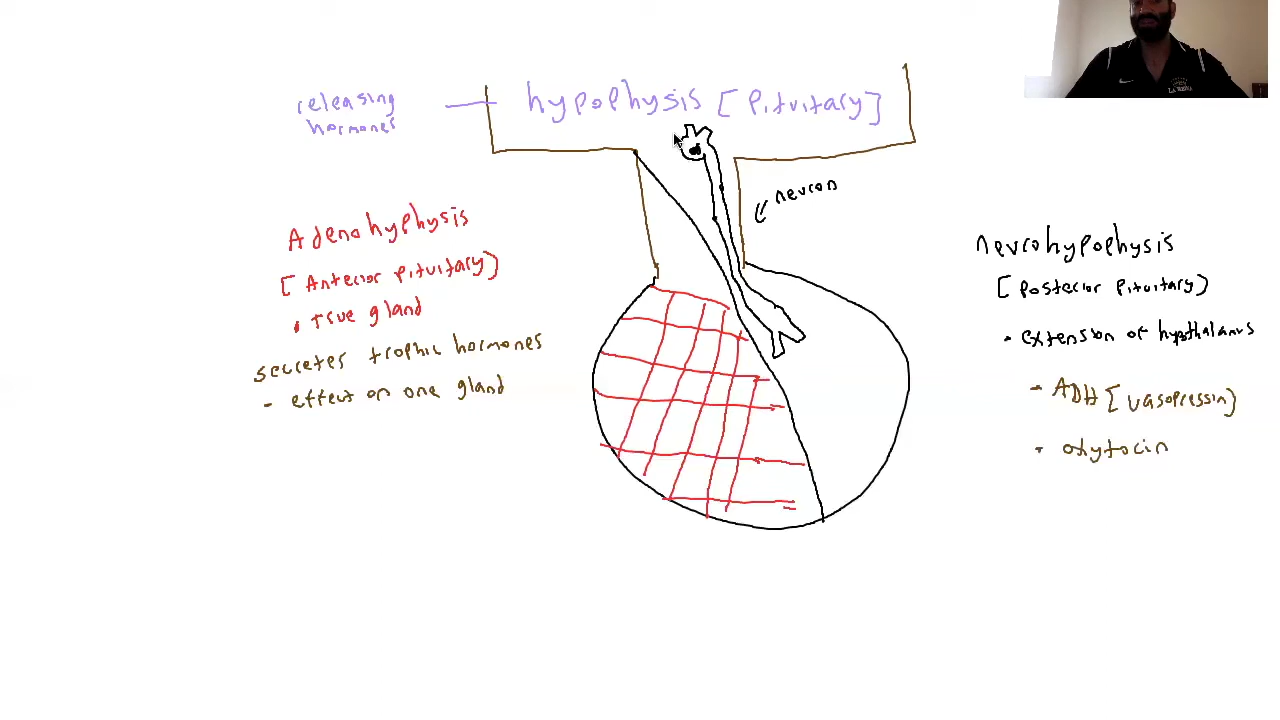 releasing
hormones
hypophysis [Pituitary]
neuron
Adenohyphysis
[Anterior Pituitary)
• True gland
secretes trophic hormones
- effect on one gland
neurohypophysis
[Posterior Pituitary)
• extension of hypothalamus
- ADH [vasopressin]
- oxytocin